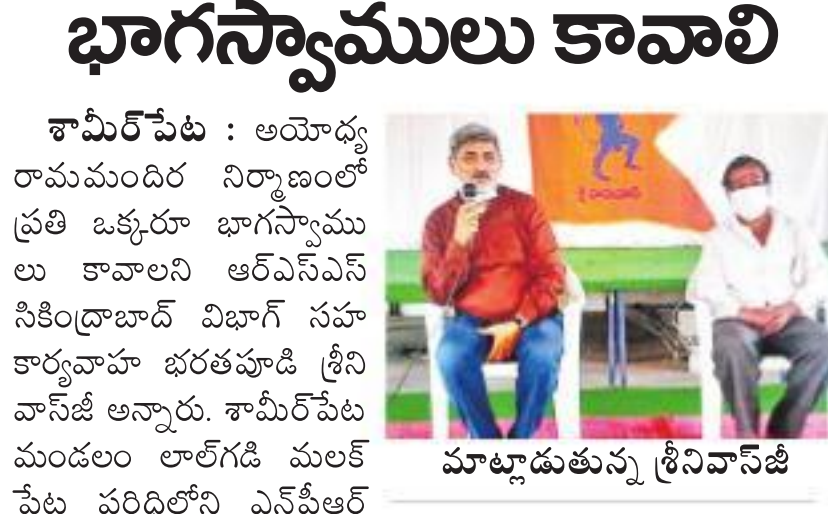 భాగస్వాములు కావాలి
శామీర్‌పేట : అయోధ్య
రామమందిర నిర్మాణంలో
ప్రతి ఒక్కరూ భాగస్వాము
లు కావాలని ఆర్ఎస్ఎస్
సికింద్రాబాద్ విభాగ్ సహ
కార్యవాహ భరతపూడి శ్రీని
వాస్‌జీ అన్నారు. శామీర్‌పేట
మండలం లాల్‌గడి మలక్
పేట పరిధిలోని ఎన్‌పీఆర్
మాట్లాడుతున్న శ్రీనివాస్‌జీ